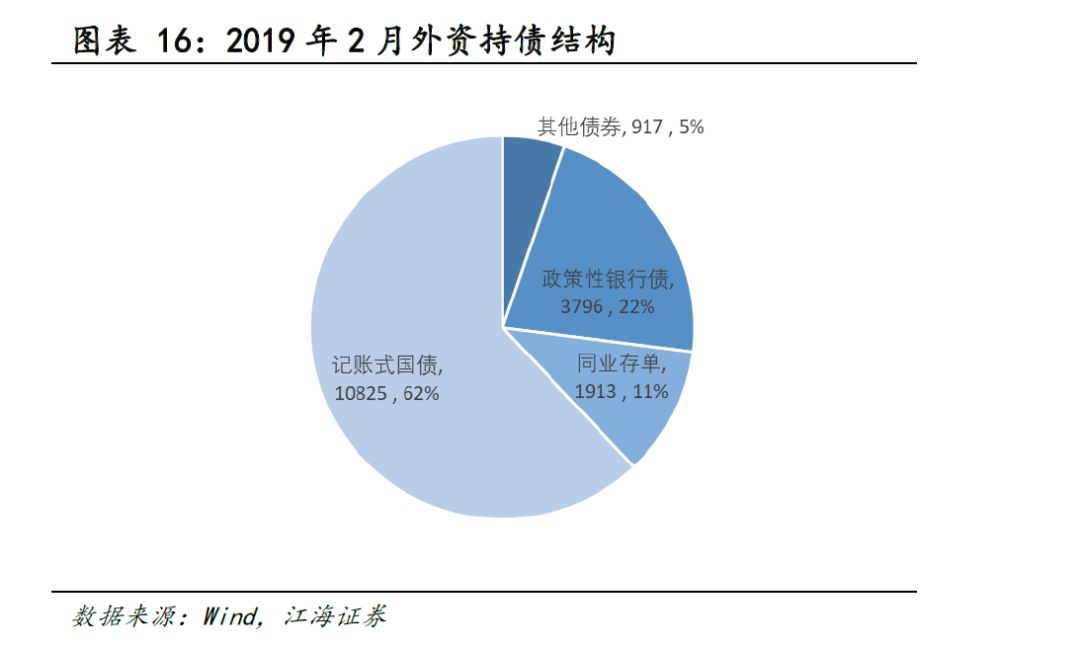 图表 16：2019 年 2 月外资持债结构
其他债券, 917 , 5%
政策性银行债,
3796 , 22%
同业存单,
1913 , 11%
记账式国债,
10825 , 62%
数据来源：Wind, 江海证券